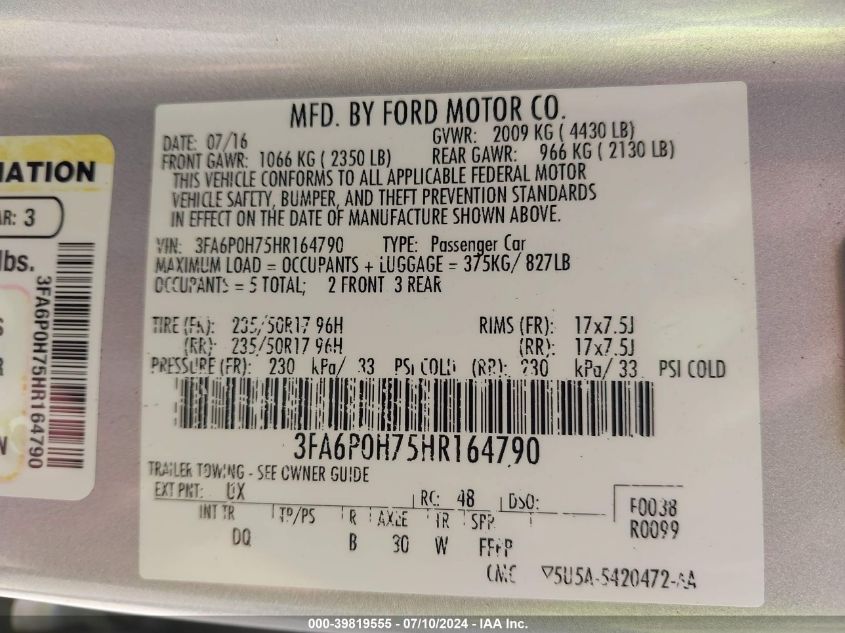 MFD. BY FORD MOTOR CO.
DATE: 07/16 GVWR: 2009 KG ( 4430 LB)
FRONT GAWR: 1066 KG ( 2350 LB) REAR GAWR: 966 KG ( 2130 LB)
THIS VEHICLE CONFORMS TO ALL APPLICABLE FEDERAL MOTOR
VEHICLE SAFETY, BUMPER, AND THEFT PREVENTION STANDARDS
IN EFFECT ON THE DATE OF MANUFACTURE SHOWN ABOVE.
VIN: 3FA6P0H75HR164790 TYPE: Passenger Car
MAXIMUM LOAD = OCCUPANTS + LUGGAGE = 375KG/ 827LB
OCCUPANTS = 5 TOTAL; 2 FRONT 3 REAR
TIRE (FR): 235/50R17 96H RIMS (FR): 17x7.5J
(RR): 235/50R17 96H (RR): 17x7.5J
PRESSURE (FR): 230 kPa/ 33 PSI COLD (RR): 230 kPa/ 33 PSI COLD
3FA6P0H75HR164790
TRAILER TOWING - SEE OWNER GUIDE
EXT PNT: UX RC: 48 DSO: F0038
INT TR TP/PS R AXLE TR SPR R0099
DQ B 30 W
5U5A-5420472-AA
MATION
AR: 3
lbs.
3FA6P0H75HR164790
000-39819555 - 07/10/2024 - IAA Inc.